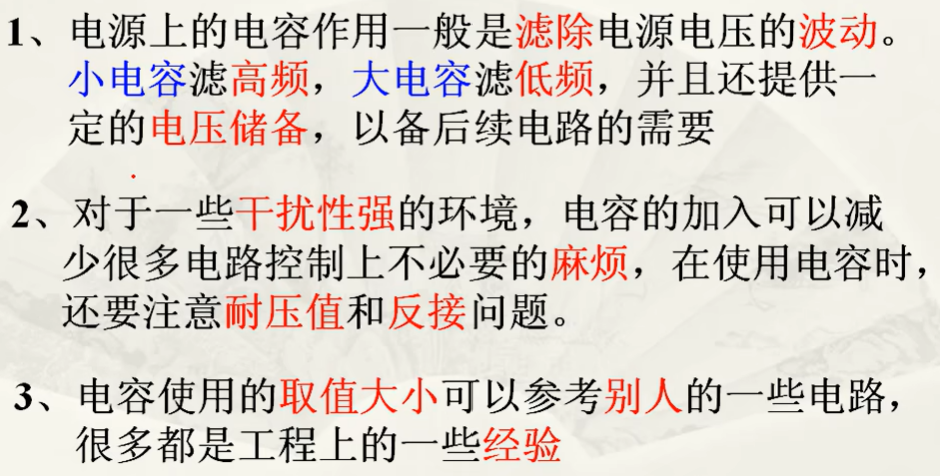 1、电源上的电容作用一般是滤除电源电压的波动。
小电容滤高频，大电容滤低频，并且还提供一
定的电压储备，以备后续电路的需要
2、对于一些干扰性强的环境，电容的加入可以减
少很多电路控制上不必要的麻烦，在使用电容时，
还要注意耐压值和反接问题。
3、电容使用的取值大小可以参考别人的一些电路，
很多都是工程上的一些经验